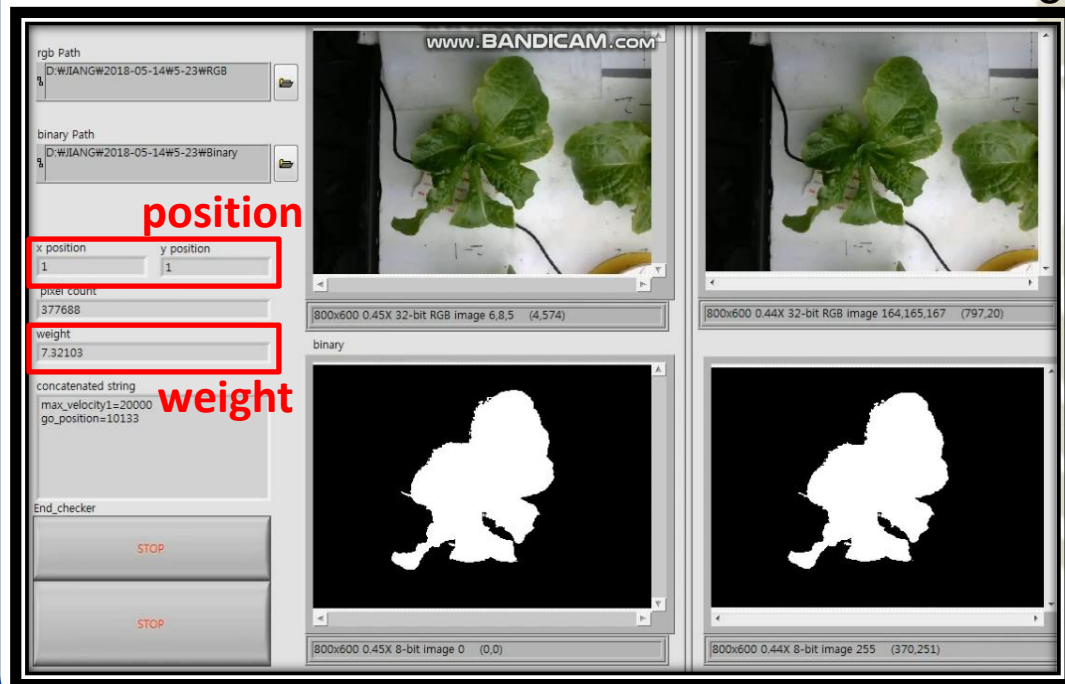 www.BANDICAM.com
rgb Path
D:₩JIANG₩2018-05-14₩5-23₩RGB
binary Path
D:₩JIANG₩2018-05-14₩5-23₩Binary
position
x position y position
1 1
pixel count
377688
weight
7.32103
weight
concatenated string
max_velocity1=20000
go_position=10133
End_checker
STOP
STOP
800x600 0.45X 32-bit RGB image 6,8,5 (4,574)
800x600 0.44X 32-bit RGB image 164,165,167 (797,20)
binary
800x600 0.45X 8-bit image 0 (0,0)
800x600 0.44X 8-bit image 255 (370,251)